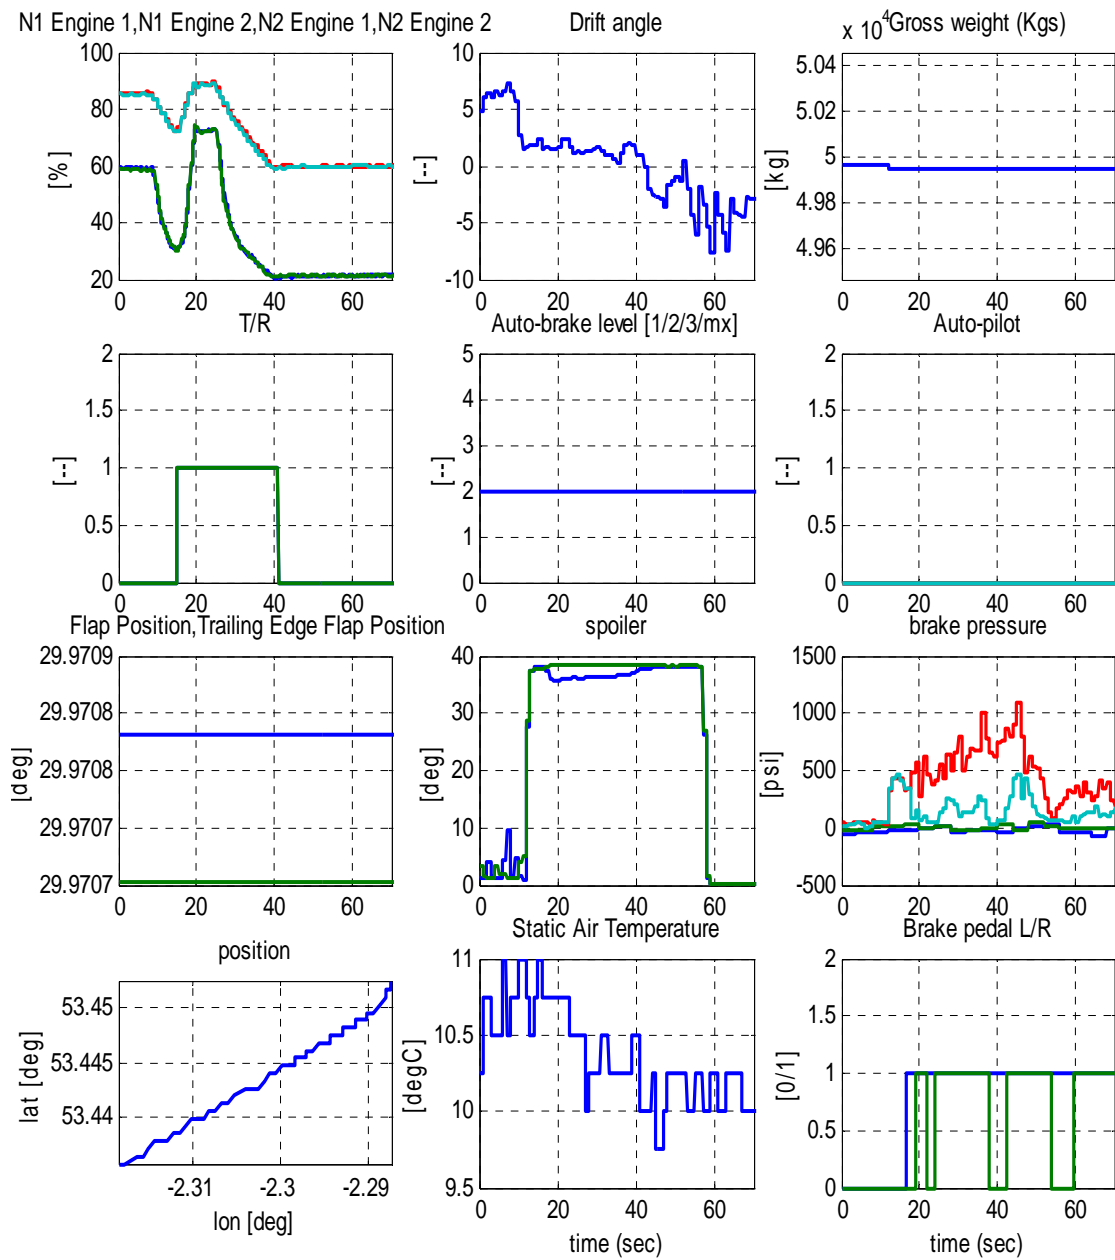 N1 Engine 1,N1 Engine 2,N2 Engine 1,N2 Engine 2
Drift angle
x 10^4 Gross weight (Kgs)
100
80
60
40
20
[%]
0 20 40 60
10
5
0
-5
-10
[--]
0 20 40 60
5.04
5.02
5
4.98
4.96
[kg]
0 20 40 60
T/R
Auto-brake level [1/2/3/mx]
Auto-pilot
2
1.5
1
0.5
0
[--]
0 20 40 60
5
4
3
2
1
0
[--]
0 20 40 60
2
1.5
1
0.5
0
[--]
0 20 40 60
Flap Position,Trailing Edge Flap Position
spoiler
brake pressure
29.9709
29.9708
29.9708
29.9707
29.9707
[deg]
0 20 40 60
40
30
20
10
0
[deg]
0 20 40 60
1500
1000
500
0
-500
[psi]
0 20 40 60
position
Static Air Temperature
Brake pedal L/R
53.45
53.445
53.44
lat [deg]
-2.31 -2.3 -2.29
lon [deg]
11
10.5
10
9.5
[degC]
0 20 40 60
time (sec)
2
1.5
1
0.5
0
[0/1]
0 20 40 60
time (sec)